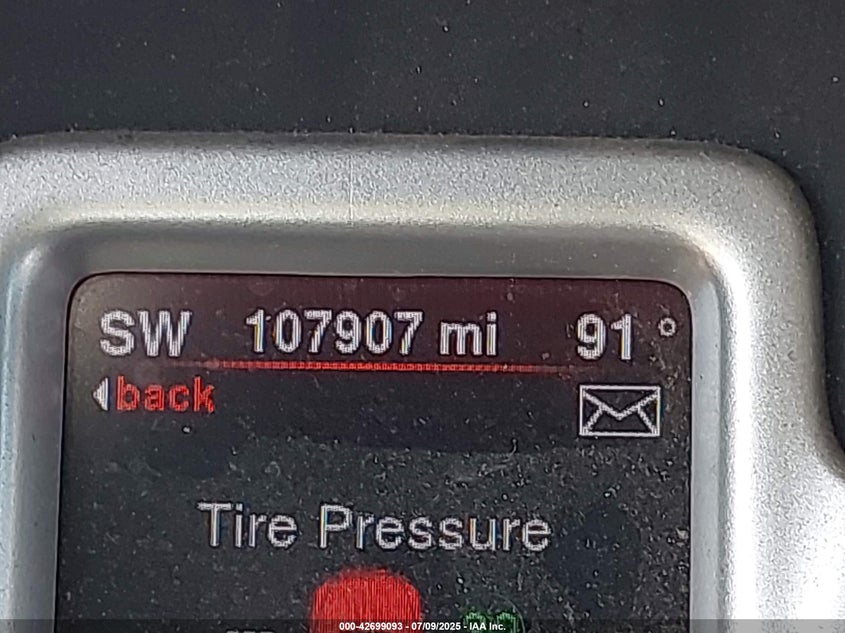 SW 107907 mi 91°
back
Tire Pressure
000-42699093 - 07/09/2025 - IAA Inc.